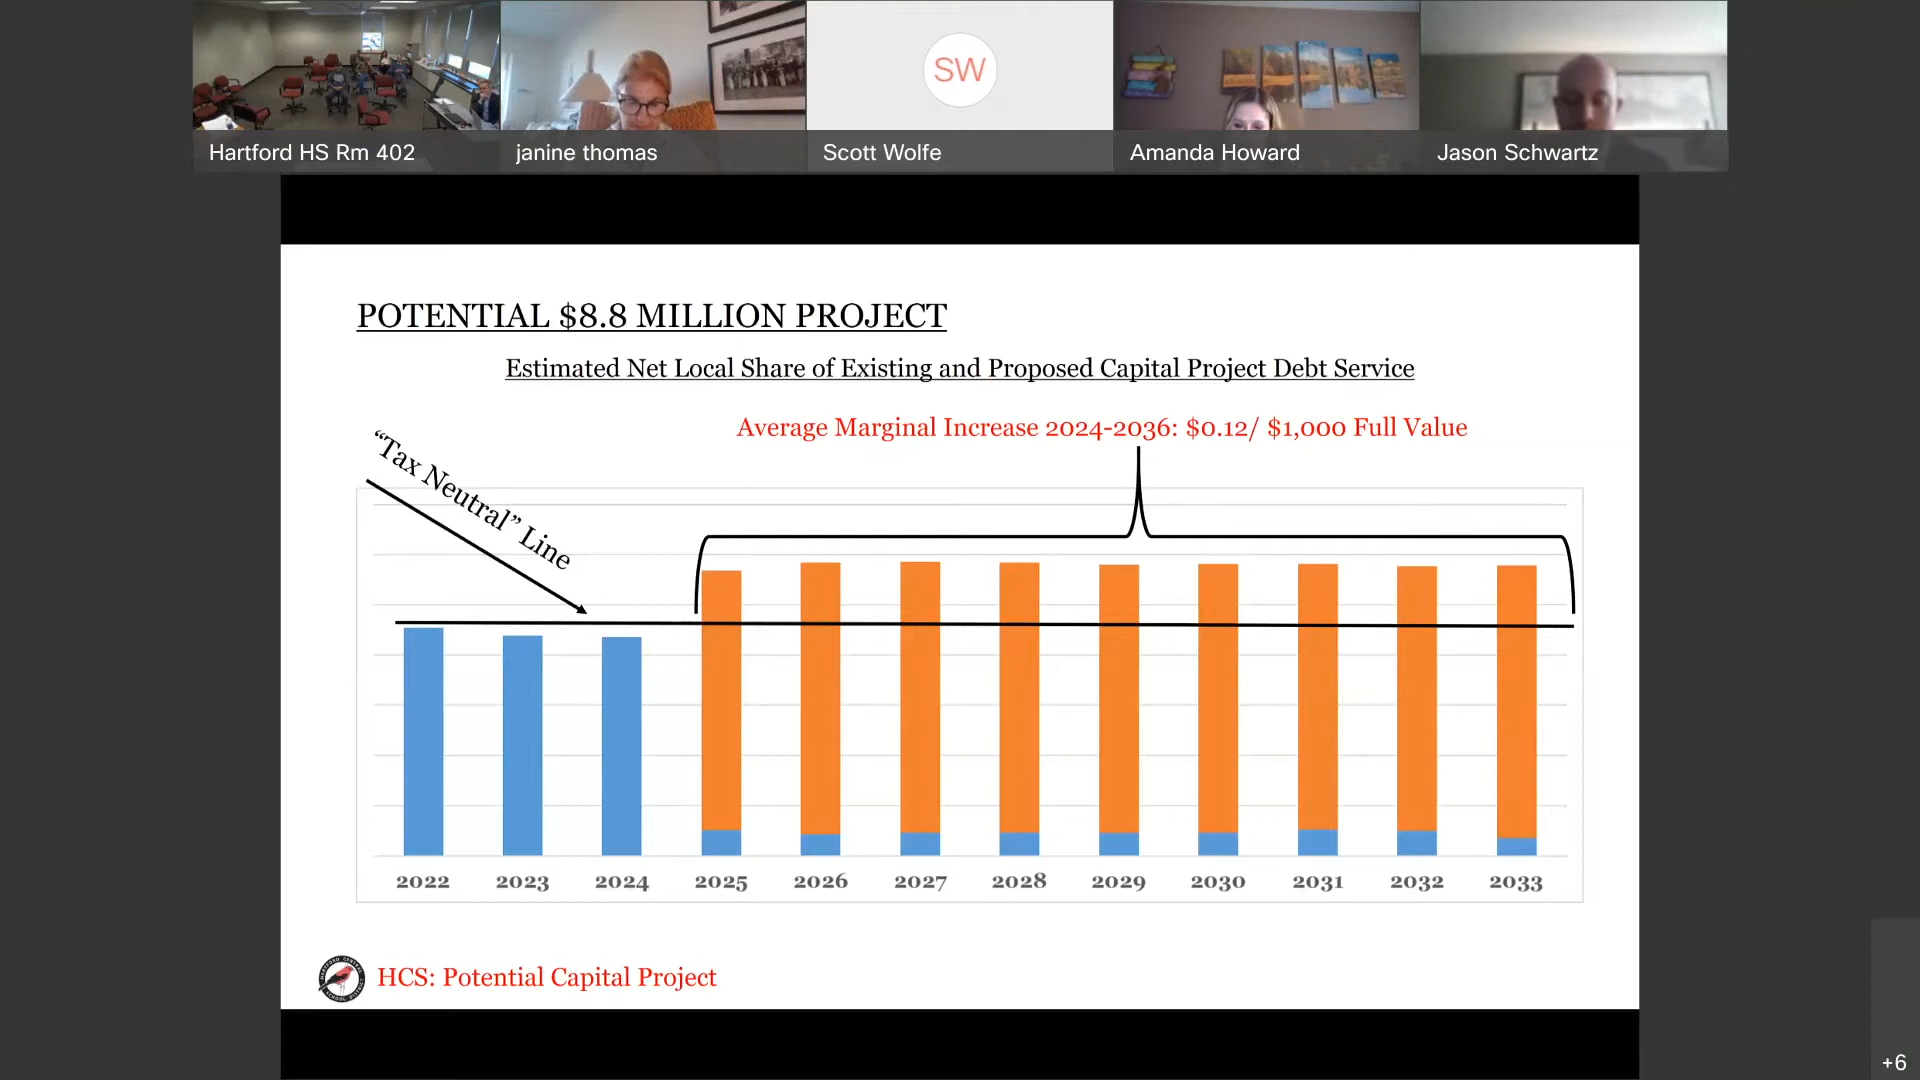 SW
Hartford HS Rm 402
janine thomas
Scott Wolfe
Amanda Howard
Jason Schwartz
POTENTIAL $8.8 MILLION PROJECT
Estimated Net Local Share of Existing and Proposed Capital Project Debt Service
Average Marginal Increase 2024-2036: $0.12/ $1,000 Full Value
“Tax Neutral” Line
2022 2023 2024 2025 2026 2027 2028 2029 2030 2031 2032 2033
HCS: Potential Capital Project
+6